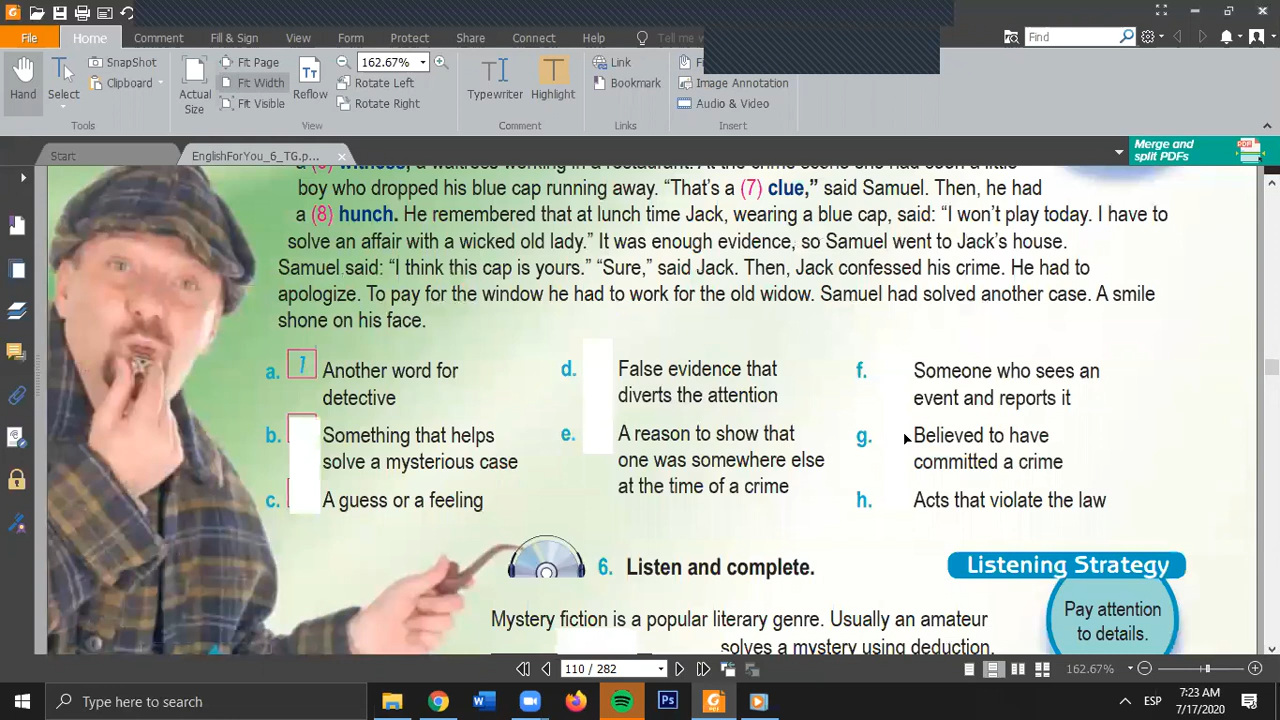 File Home Comment Fill & Sign View Form Protect Share Connect Help Tell me Find
Hand Select SnapShot Clipboard Actual Size Fit Page Fit Width Fit Visible Reflow 162.67% Rotate Left Rotate Right Typewriter Highlight Link Bookmark Image Annotation Audio & Video
Tools View Comment Links Insert
Start EnglishForYou_6_TG.p... Merge and split PDFs
boy who dropped his blue cap running away. “That’s a (7) clue,” said Samuel. Then, he had
a (8) hunch. He remembered that at lunch time Jack, wearing a blue cap, said: “I won’t play today. I have to
solve an affair with a wicked old lady.” It was enough evidence, so Samuel went to Jack’s house.
Samuel said: “I think this cap is yours.” “Sure,” said Jack. Then, Jack confessed his crime. He had to
apologize. To pay for the window he had to work for the old widow. Samuel had solved another case. A smile
shone on his face.
a. 1 Another word for
detective
b. Something that helps
solve a mysterious case
c. A guess or a feeling
d. False evidence that
diverts the attention
e. A reason to show that
one was somewhere else
at the time of a crime
f. Someone who sees an
event and reports it
g. Believed to have
committed a crime
h. Acts that violate the law
6. Listen and complete.
Listening Strategy
Pay attention
to details.
Mystery fiction is a popular literary genre. Usually an amateur
solves a mystery using deduction.
110 / 282 162.67%
Type here to search W Ps PDF ESP 7:23 AM
7/17/2020